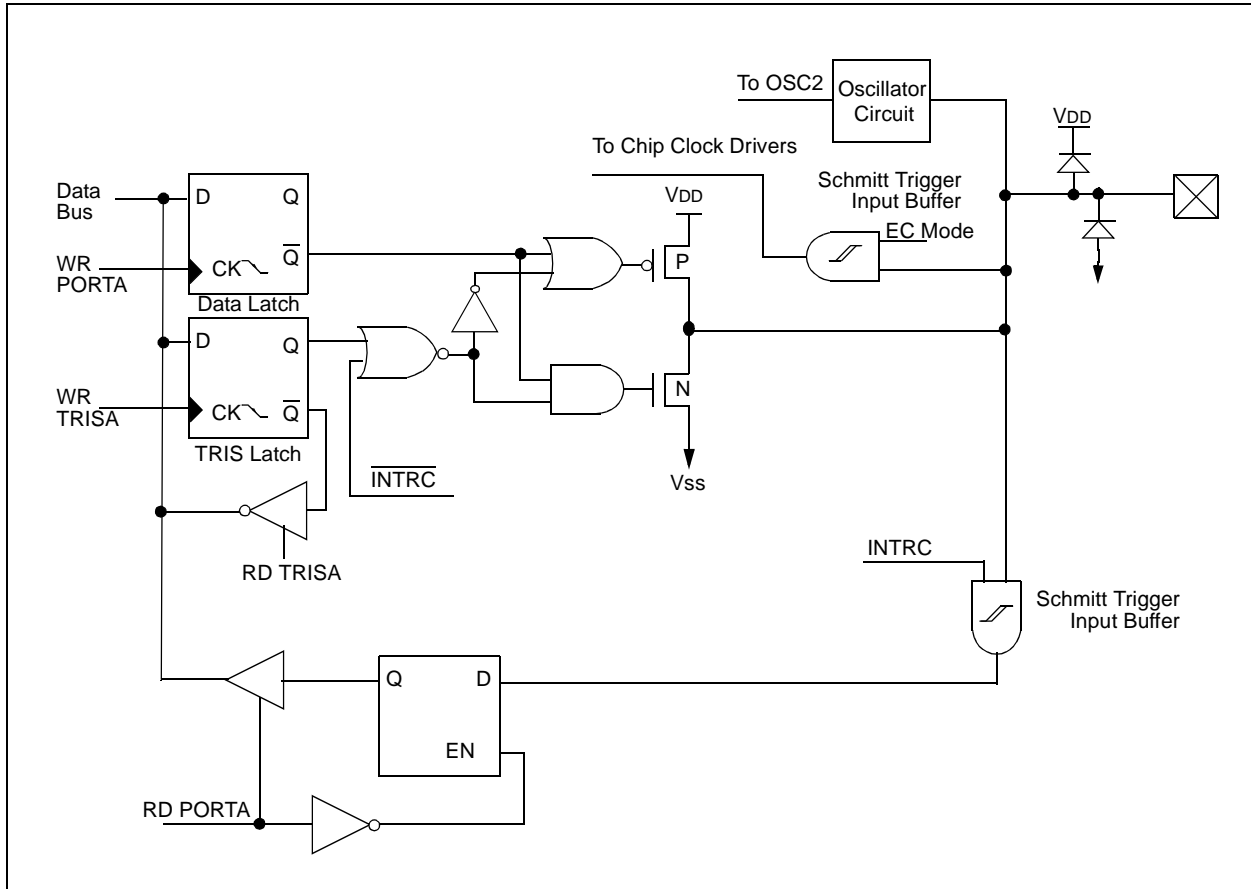 To OSC2
Oscillator
Circuit
VDD
To Chip Clock Drivers
Schmitt Trigger
Input Buffer
EC Mode
VDD
Data
Bus
D
Q
Q̅
WR
PORTA
CK
Data Latch
P
D
Q
WR
TRISA
CK
Q̅
TRIS Latch
N
I̅N̅T̅R̅C̅
Vss
RD TRISA
INTRC
Schmitt Trigger
Input Buffer
Q
D
EN
RD PORTA